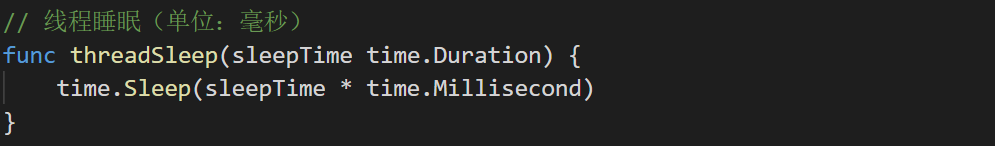 // 线程睡眠（单位：毫秒）
func threadSleep(sleepTime time.Duration) {
    time.Sleep(sleepTime * time.Millisecond)
}